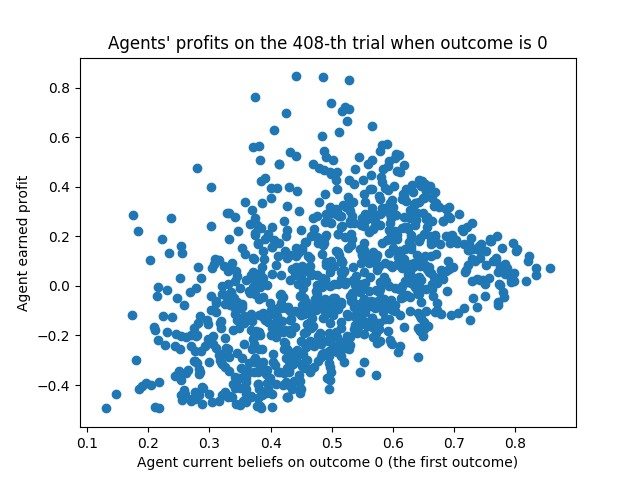 Agents' profits on the 408-th trial when outcome is 0
Agent earned profit
0.8
0.6
0.4
0.2
0.0
−0.2
−0.4
0.1 0.2 0.3 0.4 0.5 0.6 0.7 0.8
Agent current beliefs on outcome 0 (the first outcome)